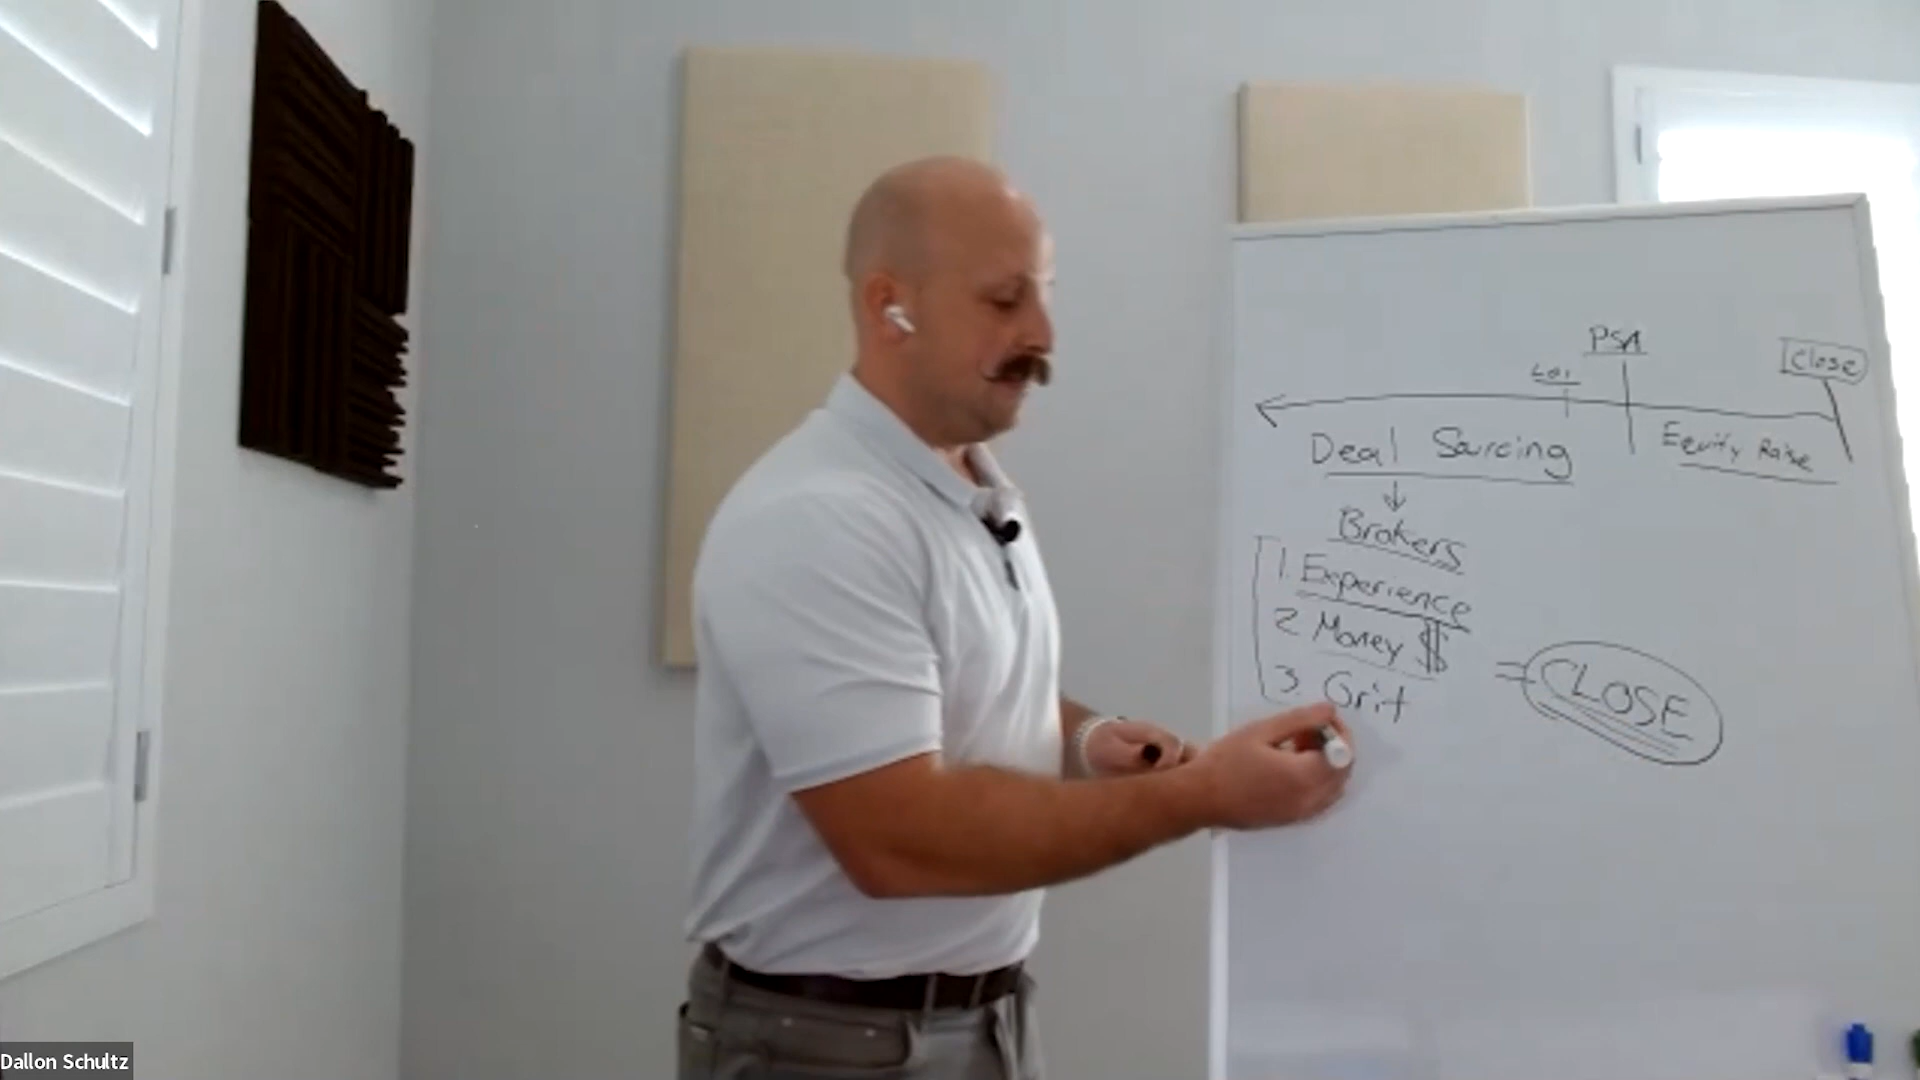 PSA
LOI
Close
Deal Sourcing
Equity Raise
Brokers
1. Experience
2 Money $
3. Grit
= CLOSE
Dallon Schultz